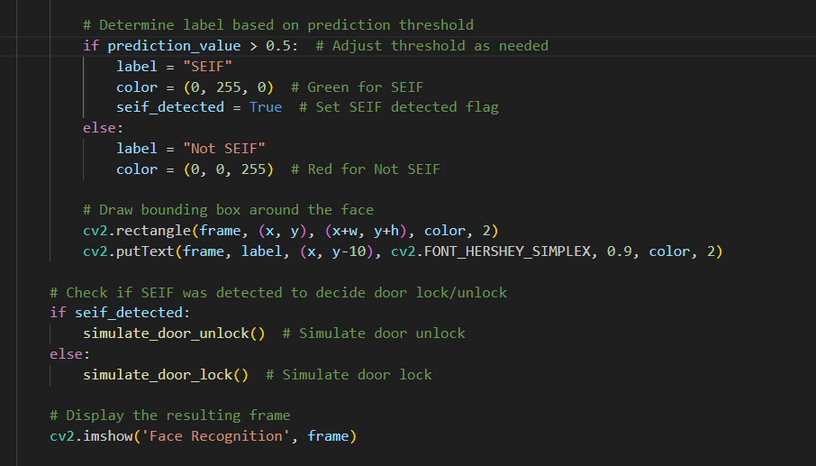 # Determine label based on prediction threshold
if prediction_value > 0.5:  # Adjust threshold as needed
    label = "SEIF"
    color = (0, 255, 0)  # Green for SEIF
    seif_detected = True  # Set SEIF detected flag
else:
    label = "Not SEIF"
    color = (0, 0, 255)  # Red for Not SEIF

# Draw bounding box around the face
cv2.rectangle(frame, (x, y), (x+w, y+h), color, 2)
cv2.putText(frame, label, (x, y-10), cv2.FONT_HERSHEY_SIMPLEX, 0.9, color, 2)

# Check if SEIF was detected to decide door lock/unlock
if seif_detected:
    simulate_door_unlock()  # Simulate door unlock
else:
    simulate_door_lock()  # Simulate door lock

# Display the resulting frame
cv2.imshow('Face Recognition', frame)